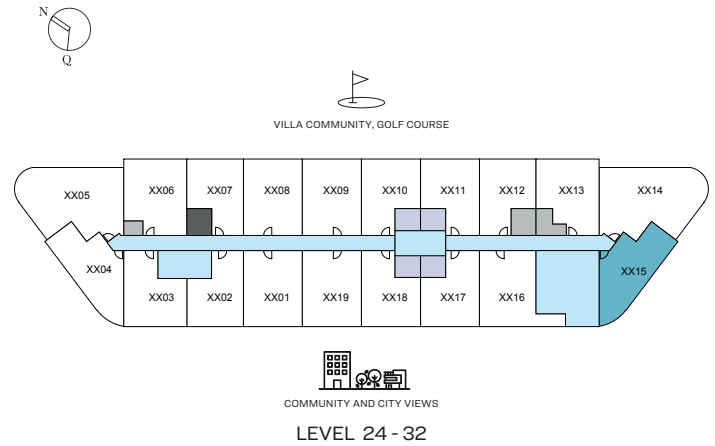 N
Q
VILLA COMMUNITY, GOLF COURSE
XX05
XX06
XX07
XX08
XX09
XX10
XX11
XX12
XX13
XX14
XX04
XX03
XX02
XX01
XX19
XX18
XX17
XX16
XX15
COMMUNITY AND CITY VIEWS
LEVEL 24 - 32